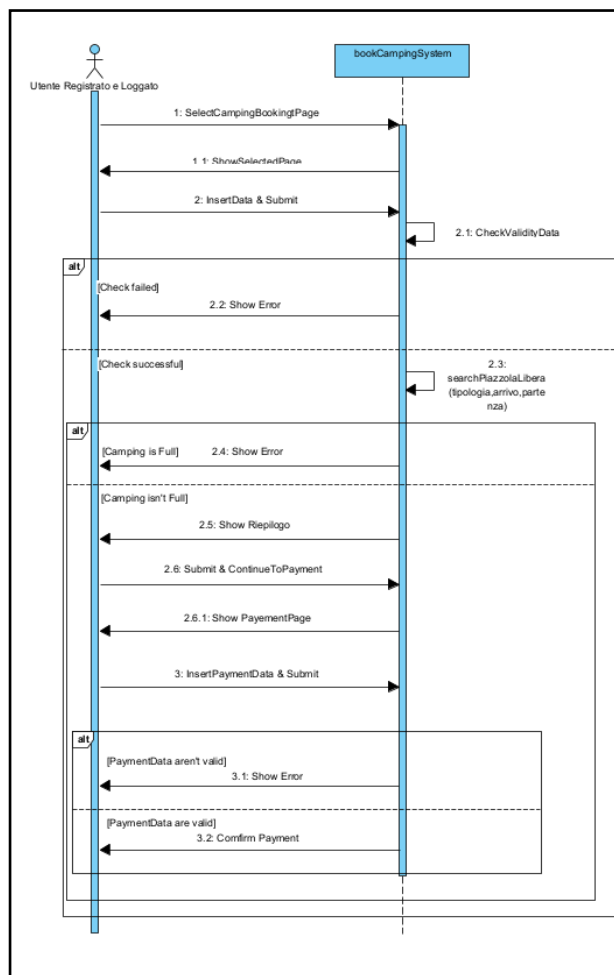 bookCampingSystem
Utente Registrato e Loggato
1: SelectCampingBookingtPage
1.1: ShowSelectedPage
2: InsertData & Submit
2.1: CheckValidityData
alt
[Check failed]
2.2: Show Error
[Check successful]
2.3:
searchPiazzolaLibera
(tipologia,arrivo,parte
nza)
alt
[Camping is Full]
2.4: Show Error
[Camping isn't Full]
2.5: Show Riepilogo
2.6: Submit & ContinueToPayment
2.6.1: Show PayementPage
3: InsertPaymentData & Submit
alt
[PaymentData aren't valid]
3.1: Show Error
[PaymentData are valid]
3.2: Comfirm Payment